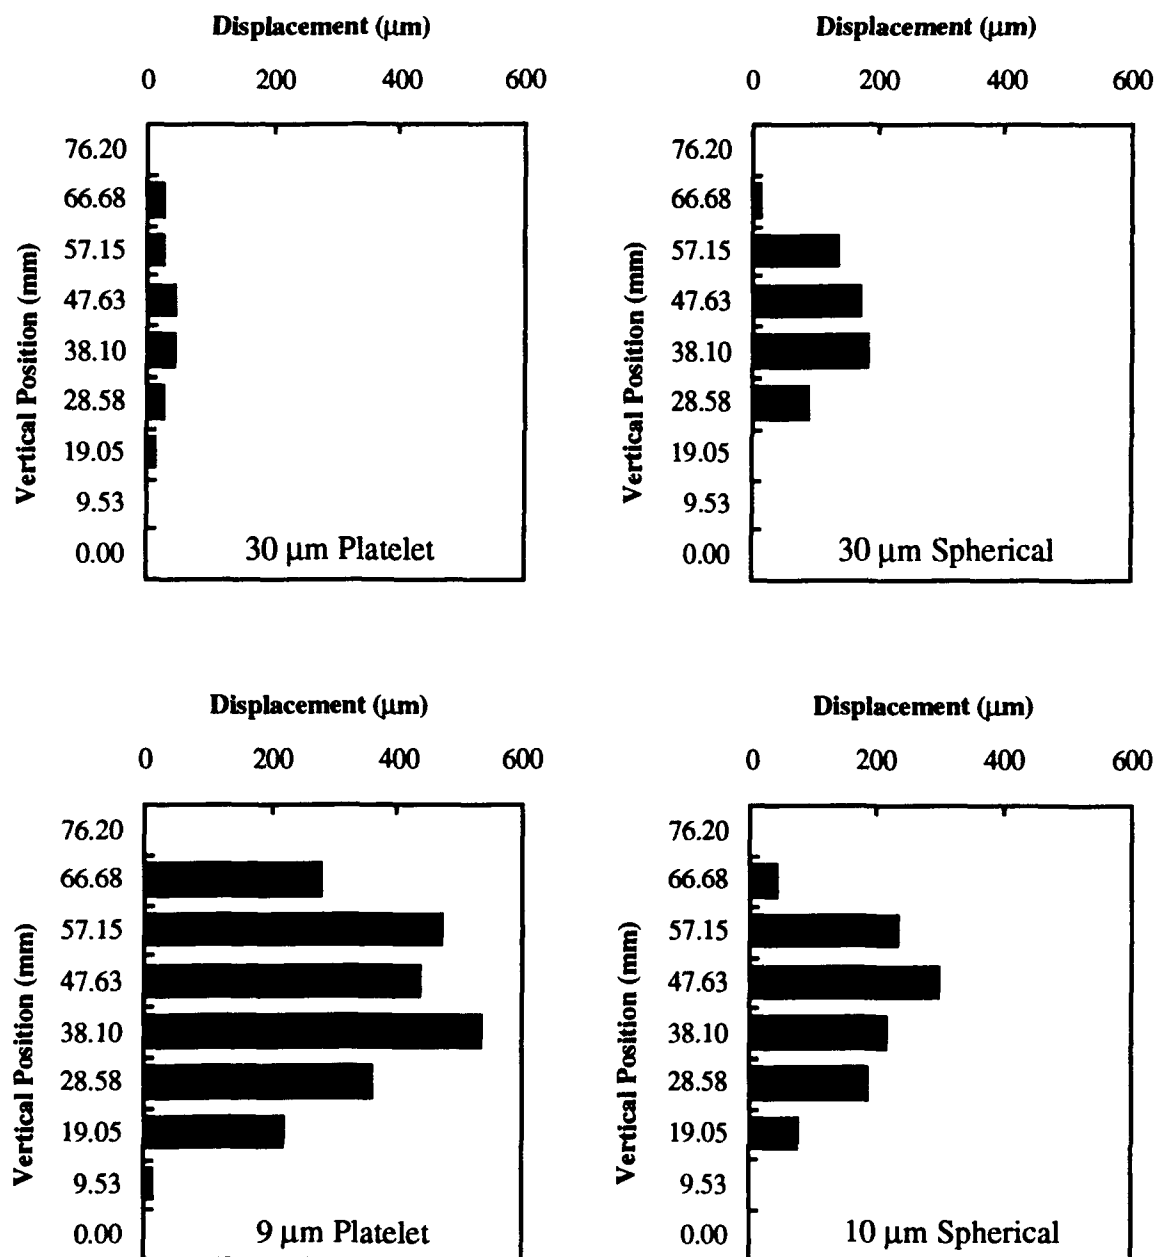 Displacement (μm)
0 200 400 600
Vertical Position (mm)
76.20
66.68
57.15
47.63
38.10
28.58
19.05
9.53
0.00
30 μm Platelet
Displacement (μm)
0 200 400 600
Vertical Position (mm)
76.20
66.68
57.15
47.63
38.10
28.58
19.05
9.53
0.00
30 μm Spherical
Displacement (μm)
0 200 400 600
Vertical Position (mm)
76.20
66.68
57.15
47.63
38.10
28.58
19.05
9.53
0.00
9 μm Platelet
Displacement (μm)
0 200 400 600
Vertical Position (mm)
76.20
66.68
57.15
47.63
38.10
28.58
19.05
9.53
0.00
10 μm Spherical